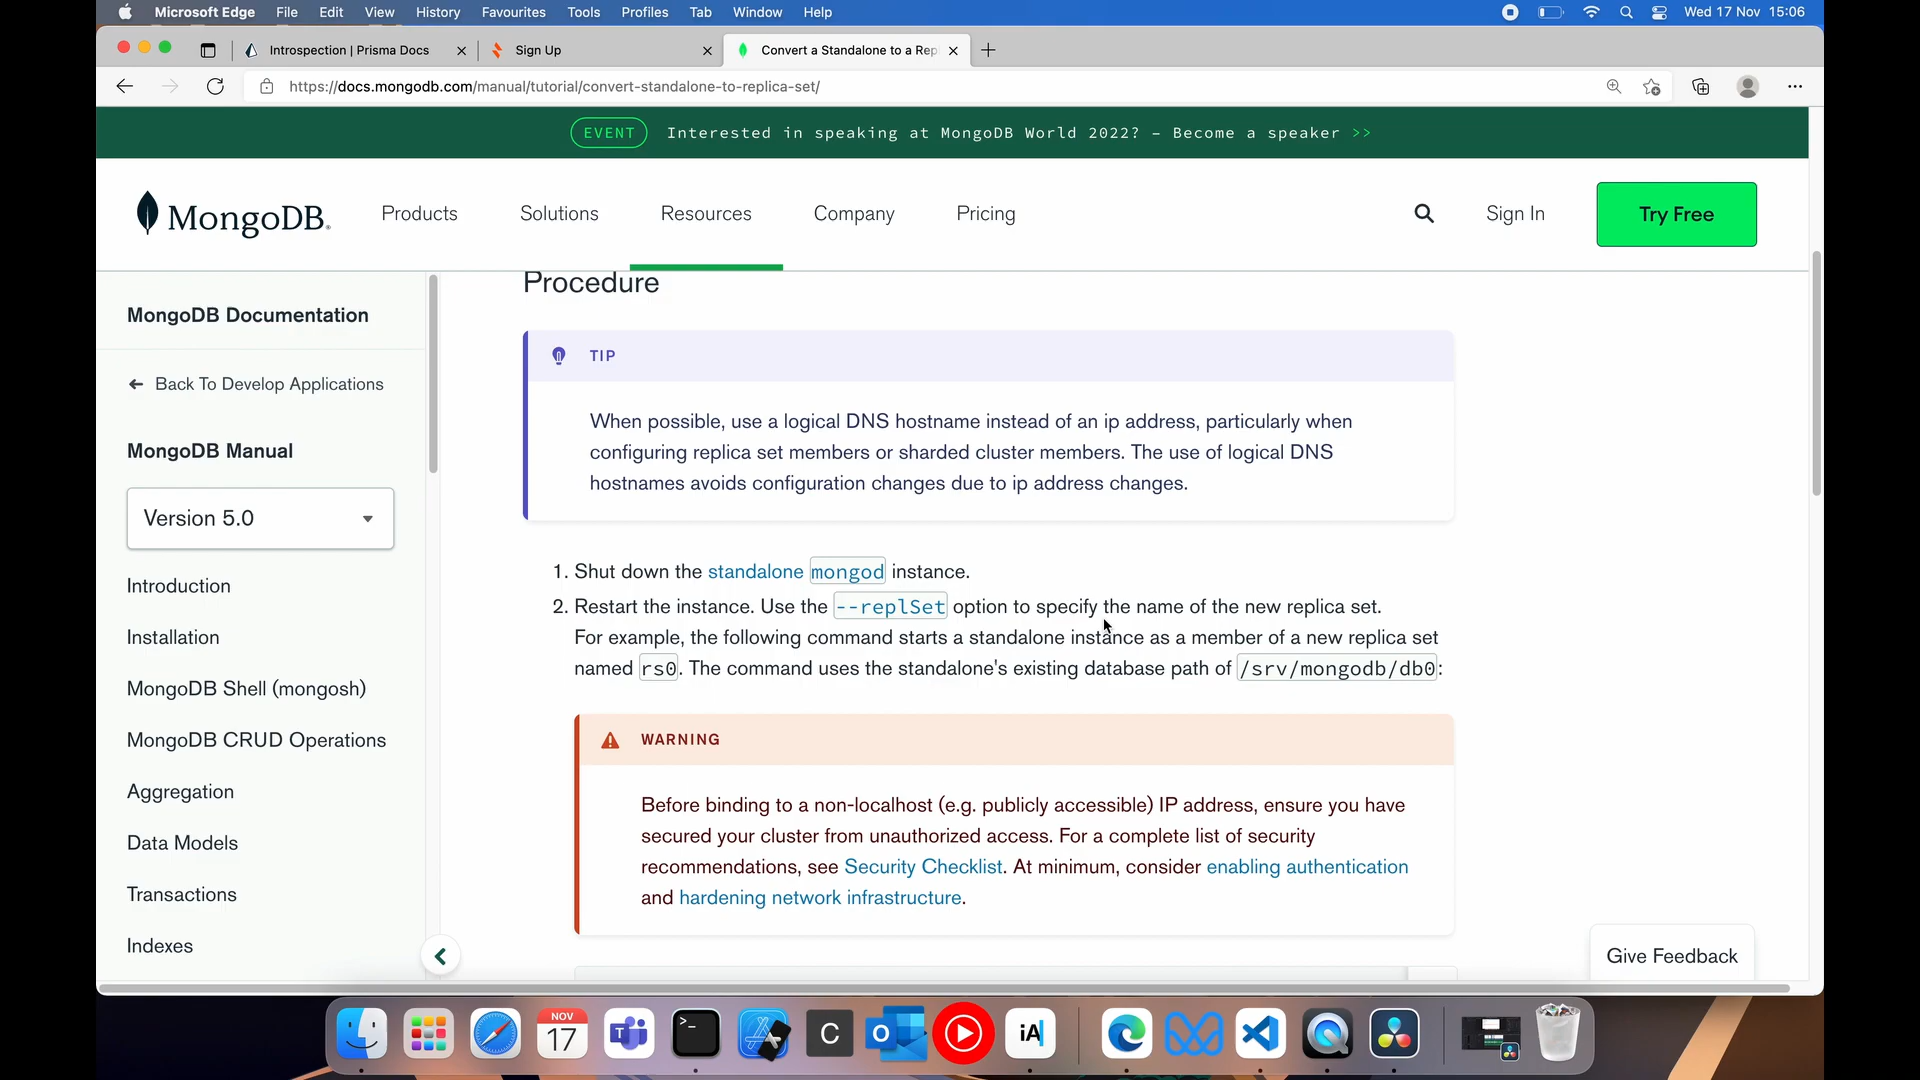 Microsoft Edge File Edit View History Favourites Tools Profiles Tab Window Help Wed 17 Nov 15:06
Introspection | Prisma Docs Sign Up Convert a Standalone to a Rep
https://docs.mongodb.com/manual/tutorial/convert-standalone-to-replica-set/
EVENT Interested in speaking at MongoDB World 2022? – Become a speaker >>
MongoDB. Products Solutions Resources Company Pricing Sign In Try Free
MongoDB Documentation
Back To Develop Applications
MongoDB Manual
Version 5.0
Introduction
Installation
MongoDB Shell (mongosh)
MongoDB CRUD Operations
Aggregation
Data Models
Transactions
Indexes
Procedure
TIP
When possible, use a logical DNS hostname instead of an ip address, particularly when
configuring replica set members or sharded cluster members. The use of logical DNS
hostnames avoids configuration changes due to ip address changes.
1. Shut down the standalone mongod instance.
2. Restart the instance. Use the --replSet option to specify the name of the new replica set.
For example, the following command starts a standalone instance as a member of a new replica set
named rs0. The command uses the standalone's existing database path of /srv/mongodb/db0:
WARNING
Before binding to a non-localhost (e.g. publicly accessible) IP address, ensure you have
secured your cluster from unauthorized access. For a complete list of security
recommendations, see Security Checklist. At minimum, consider enabling authentication
and hardening network infrastructure.
Give Feedback
NOV
17
T
>_
C
O
iA